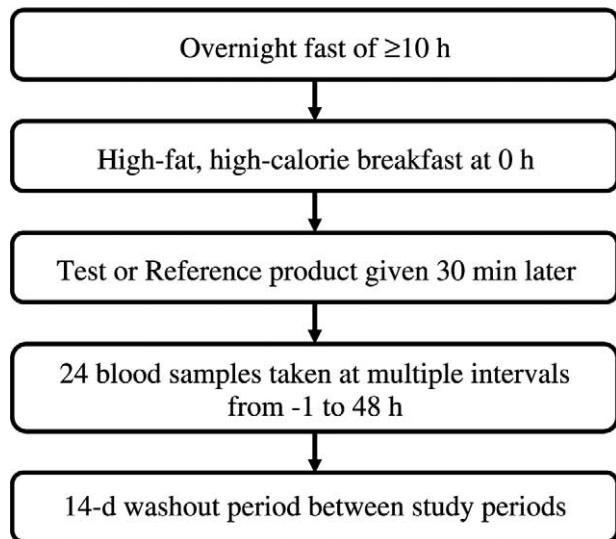 Overnight fast of ≥10 h
High-fat, high-calorie breakfast at 0 h
Test or Reference product given 30 min later
24 blood samples taken at multiple intervals
from -1 to 48 h
14-d washout period between study periods